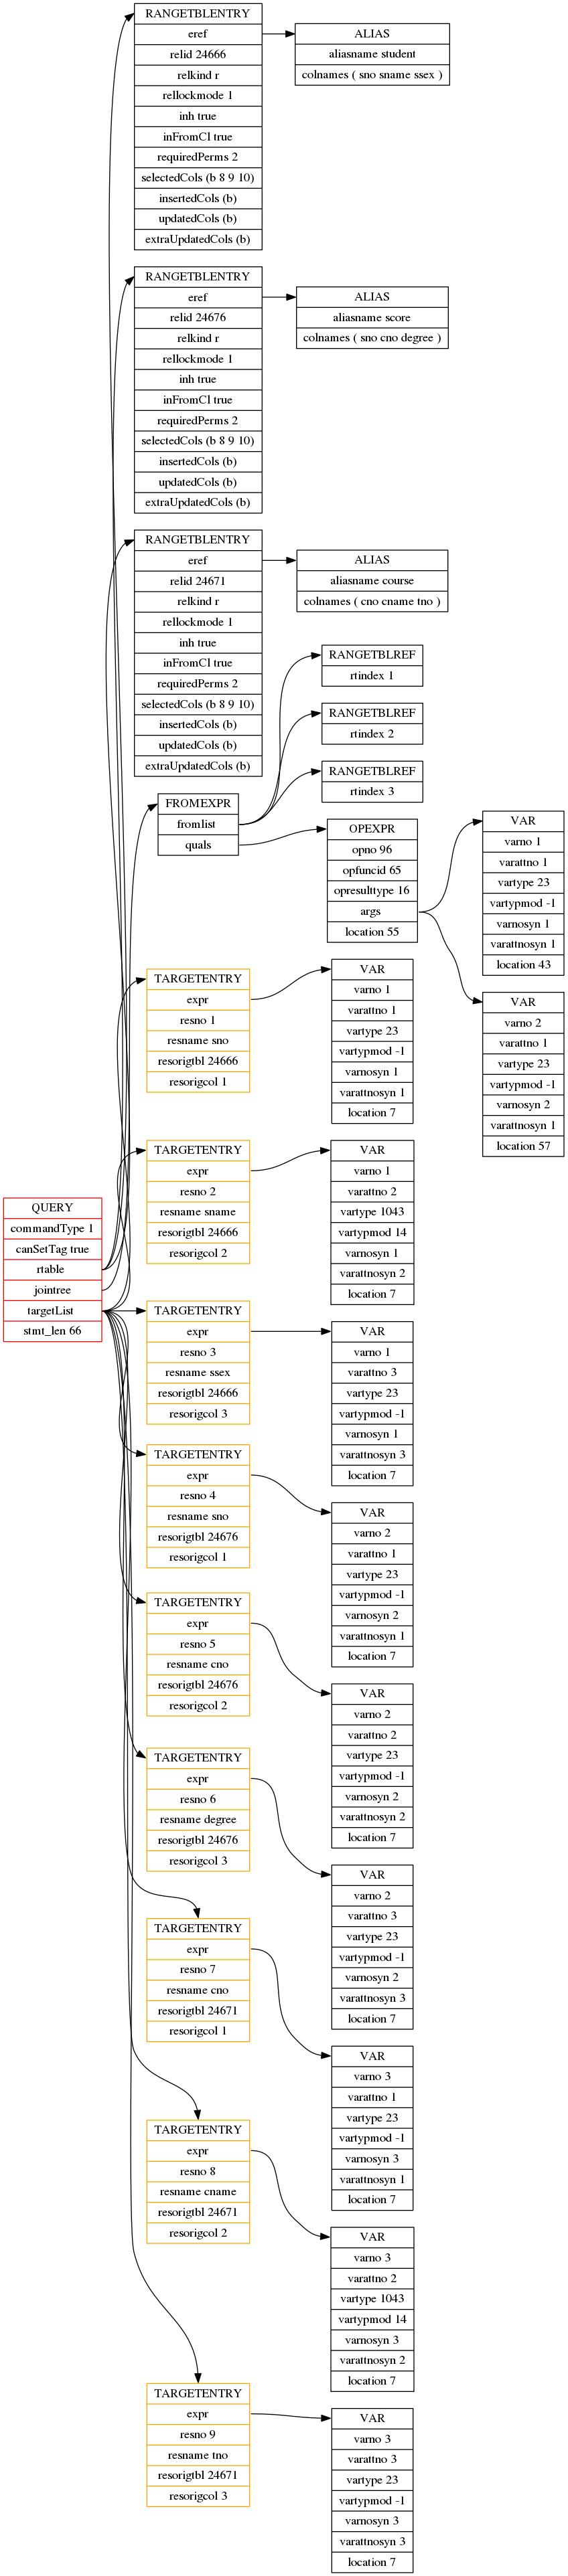 RANGETBLENTRY
eref
relid 24666
relkind r
rellockmode 1
inh true
inFromCl true
requiredPerms 2
selectedCols (b 8 9 10)
insertedCols (b)
updatedCols (b)
extraUpdatedCols (b)
ALIAS
aliasname student
colnames ( sno sname ssex )
RANGETBLENTRY
eref
relid 24676
relkind r
rellockmode 1
inh true
inFromCl true
requiredPerms 2
selectedCols (b 8 9 10)
insertedCols (b)
updatedCols (b)
extraUpdatedCols (b)
ALIAS
aliasname score
colnames ( sno cno degree )
RANGETBLENTRY
eref
relid 24671
relkind r
rellockmode 1
inh true
inFromCl true
requiredPerms 2
selectedCols (b 8 9 10)
insertedCols (b)
updatedCols (b)
extraUpdatedCols (b)
ALIAS
aliasname course
colnames ( cno cname tno )
RANGETBLREF
rtindex 1
RANGETBLREF
rtindex 2
RANGETBLREF
rtindex 3
FROMEXPR
fromlist
quals
OPEXPR
opno 96
opfuncid 65
opresulttype 16
args
location 55
VAR
varno 1
varattno 1
vartype 23
vartypmod -1
varnosyn 1
varattnosyn 1
location 43
VAR
varno 2
varattno 1
vartype 23
vartypmod -1
varnosyn 2
varattnosyn 1
location 57
QUERY
commandType 1
canSetTag true
rtable
jointree
targetList
stmt_len 66
TARGETENTRY
expr
resno 1
resname sno
resorigtbl 24666
resorigcol 1
VAR
varno 1
varattno 1
vartype 23
vartypmod -1
varnosyn 1
varattnosyn 1
location 7
TARGETENTRY
expr
resno 2
resname sname
resorigtbl 24666
resorigcol 2
VAR
varno 1
varattno 2
vartype 1043
vartypmod 14
varnosyn 1
varattnosyn 2
location 7
TARGETENTRY
expr
resno 3
resname ssex
resorigtbl 24666
resorigcol 3
VAR
varno 1
varattno 3
vartype 23
vartypmod -1
varnosyn 1
varattnosyn 3
location 7
TARGETENTRY
expr
resno 4
resname sno
resorigtbl 24676
resorigcol 1
VAR
varno 2
varattno 1
vartype 23
vartypmod -1
varnosyn 2
varattnosyn 1
location 7
TARGETENTRY
expr
resno 5
resname cno
resorigtbl 24676
resorigcol 2
VAR
varno 2
varattno 2
vartype 23
vartypmod -1
varnosyn 2
varattnosyn 2
location 7
TARGETENTRY
expr
resno 6
resname degree
resorigtbl 24676
resorigcol 3
VAR
varno 2
varattno 3
vartype 23
vartypmod -1
varnosyn 2
varattnosyn 3
location 7
TARGETENTRY
expr
resno 7
resname cno
resorigtbl 24671
resorigcol 1
VAR
varno 3
varattno 1
vartype 23
vartypmod -1
varnosyn 3
varattnosyn 1
location 7
TARGETENTRY
expr
resno 8
resname cname
resorigtbl 24671
resorigcol 2
VAR
varno 3
varattno 2
vartype 1043
vartypmod 14
varnosyn 3
varattnosyn 2
location 7
TARGETENTRY
expr
resno 9
resname tno
resorigtbl 24671
resorigcol 3
VAR
varno 3
varattno 3
vartype 23
vartypmod -1
varnosyn 3
varattnosyn 3
location 7